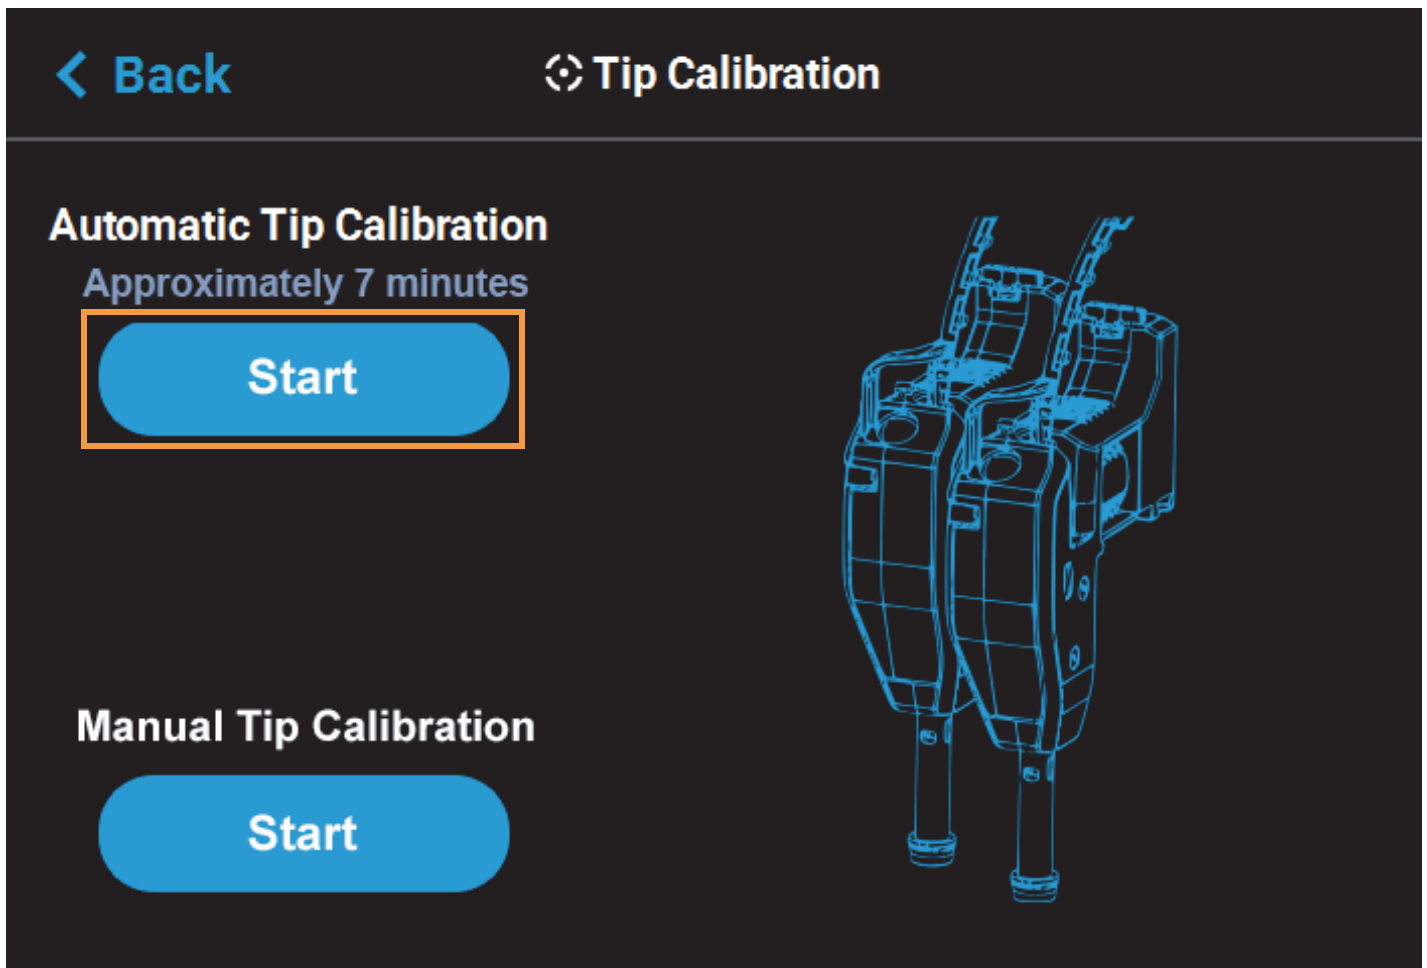 Back
Tip Calibration
Automatic Tip Calibration
Approximately 7 minutes
Start
Manual Tip Calibration
Start